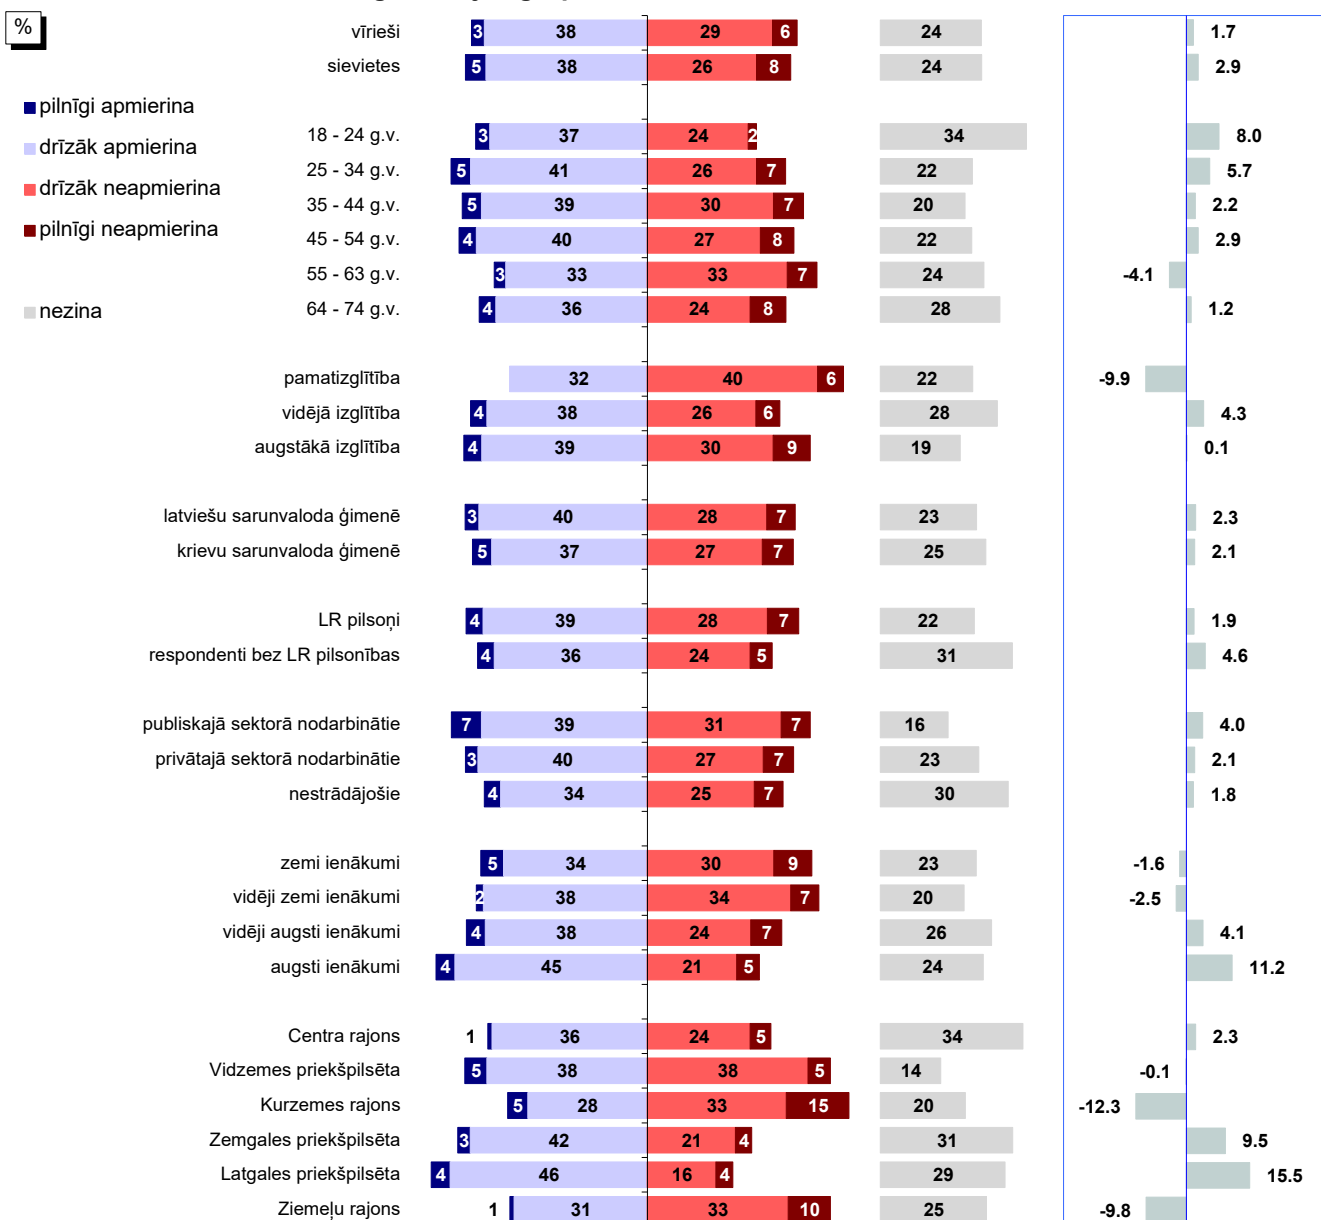 %
pilnīgi apmierina
drīzāk apmierina
drīzāk neapmierina
pilnīgi neapmierina
nezina
vīrieši 3 38 29 6 24 1.7
sievietes 5 38 26 8 24 2.9
18 - 24 g.v. 3 37 24 2 34 8.0
25 - 34 g.v. 5 41 26 7 22 5.7
35 - 44 g.v. 5 39 30 7 20 2.2
45 - 54 g.v. 4 40 27 8 22 2.9
55 - 63 g.v. 3 33 33 7 24 -4.1
64 - 74 g.v. 4 36 24 8 28 1.2
pamatizglītība 32 40 6 22 -9.9
vidējā izglītība 4 38 26 6 28 4.3
augstākā izglītība 4 39 30 9 19 0.1
latviešu sarunvaloda ģimenē 3 40 28 7 23 2.3
krievu sarunvaloda ģimenē 5 37 27 7 25 2.1
LR pilsoņi 4 39 28 7 22 1.9
respondenti bez LR pilsonības 4 36 24 5 31 4.6
publiskajā sektorā nodarbinātie 7 39 31 7 16 4.0
privātajā sektorā nodarbinātie 3 40 27 7 23 2.1
nestrādājošie 4 34 25 7 30 1.8
zemi ienākumi 5 34 30 9 23 -1.6
vidēji zemi ienākumi 2 38 34 7 20 -2.5
vidēji augsti ienākumi 4 38 24 7 26 4.1
augsti ienākumi 4 45 21 5 24 11.2
Centra rajons 1 36 24 5 34 2.3
Vidzemes priekšpilsēta 5 38 38 5 14 -0.1
Kurzemes rajons 5 28 33 15 20 -12.3
Zemgales priekšpilsēta 3 42 21 4 31 9.5
Latgales priekšpilsēta 4 46 16 4 29 15.5
Ziemeļu rajons 1 31 33 10 25 -9.8